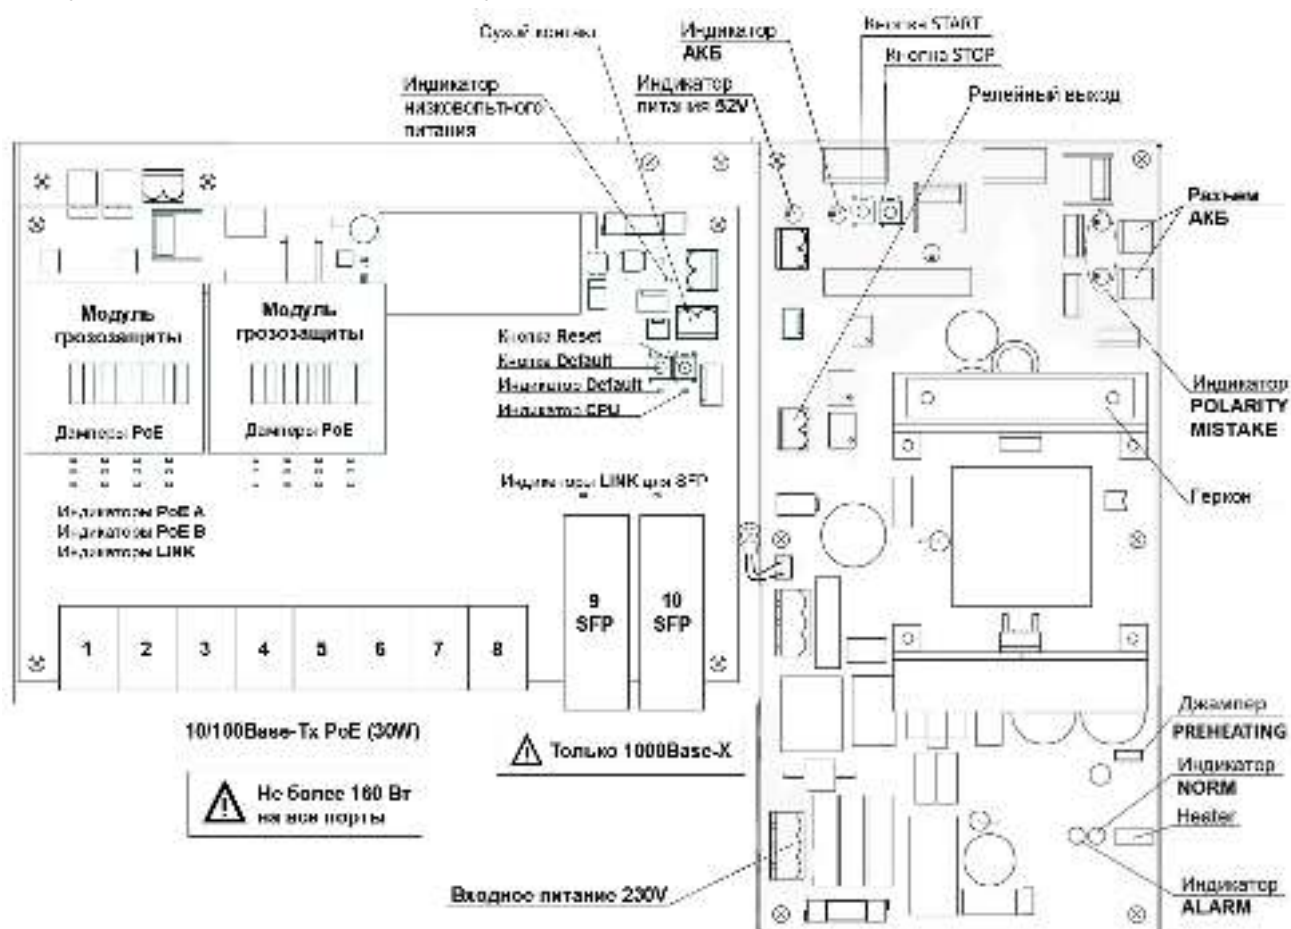 Сухой контакт
Индикатор
АКБ
Кнопка START
Кнопка STOP
Индикатор
низковольтного
питания
Индикатор
питания 52V
Релейный выход
Разъем
АКБ
Модуль
грозозащиты
Модуль
грозозащиты
Кнопка Reset
Кнопка Default
Индикатор Default
Индикатор CPU
Индикатор
POLARITY
MISTAKE
Дамперы PoE
Дамперы PoE
Индикаторы LINK для SFP
Геркон
Индикаторы PoE A
Индикаторы PoE B
Индикаторы LINK
1
2
3
4
5
6
7
8
9
SFP
10
SFP
10/100Base-Tx PoE (30W)
Только 1000Base-X
Не более 160 Вт
на все порты
Джампер
PREHEATING
Индикатор
NORM
Heater
Входное питание 230V
Индикатор
ALARM